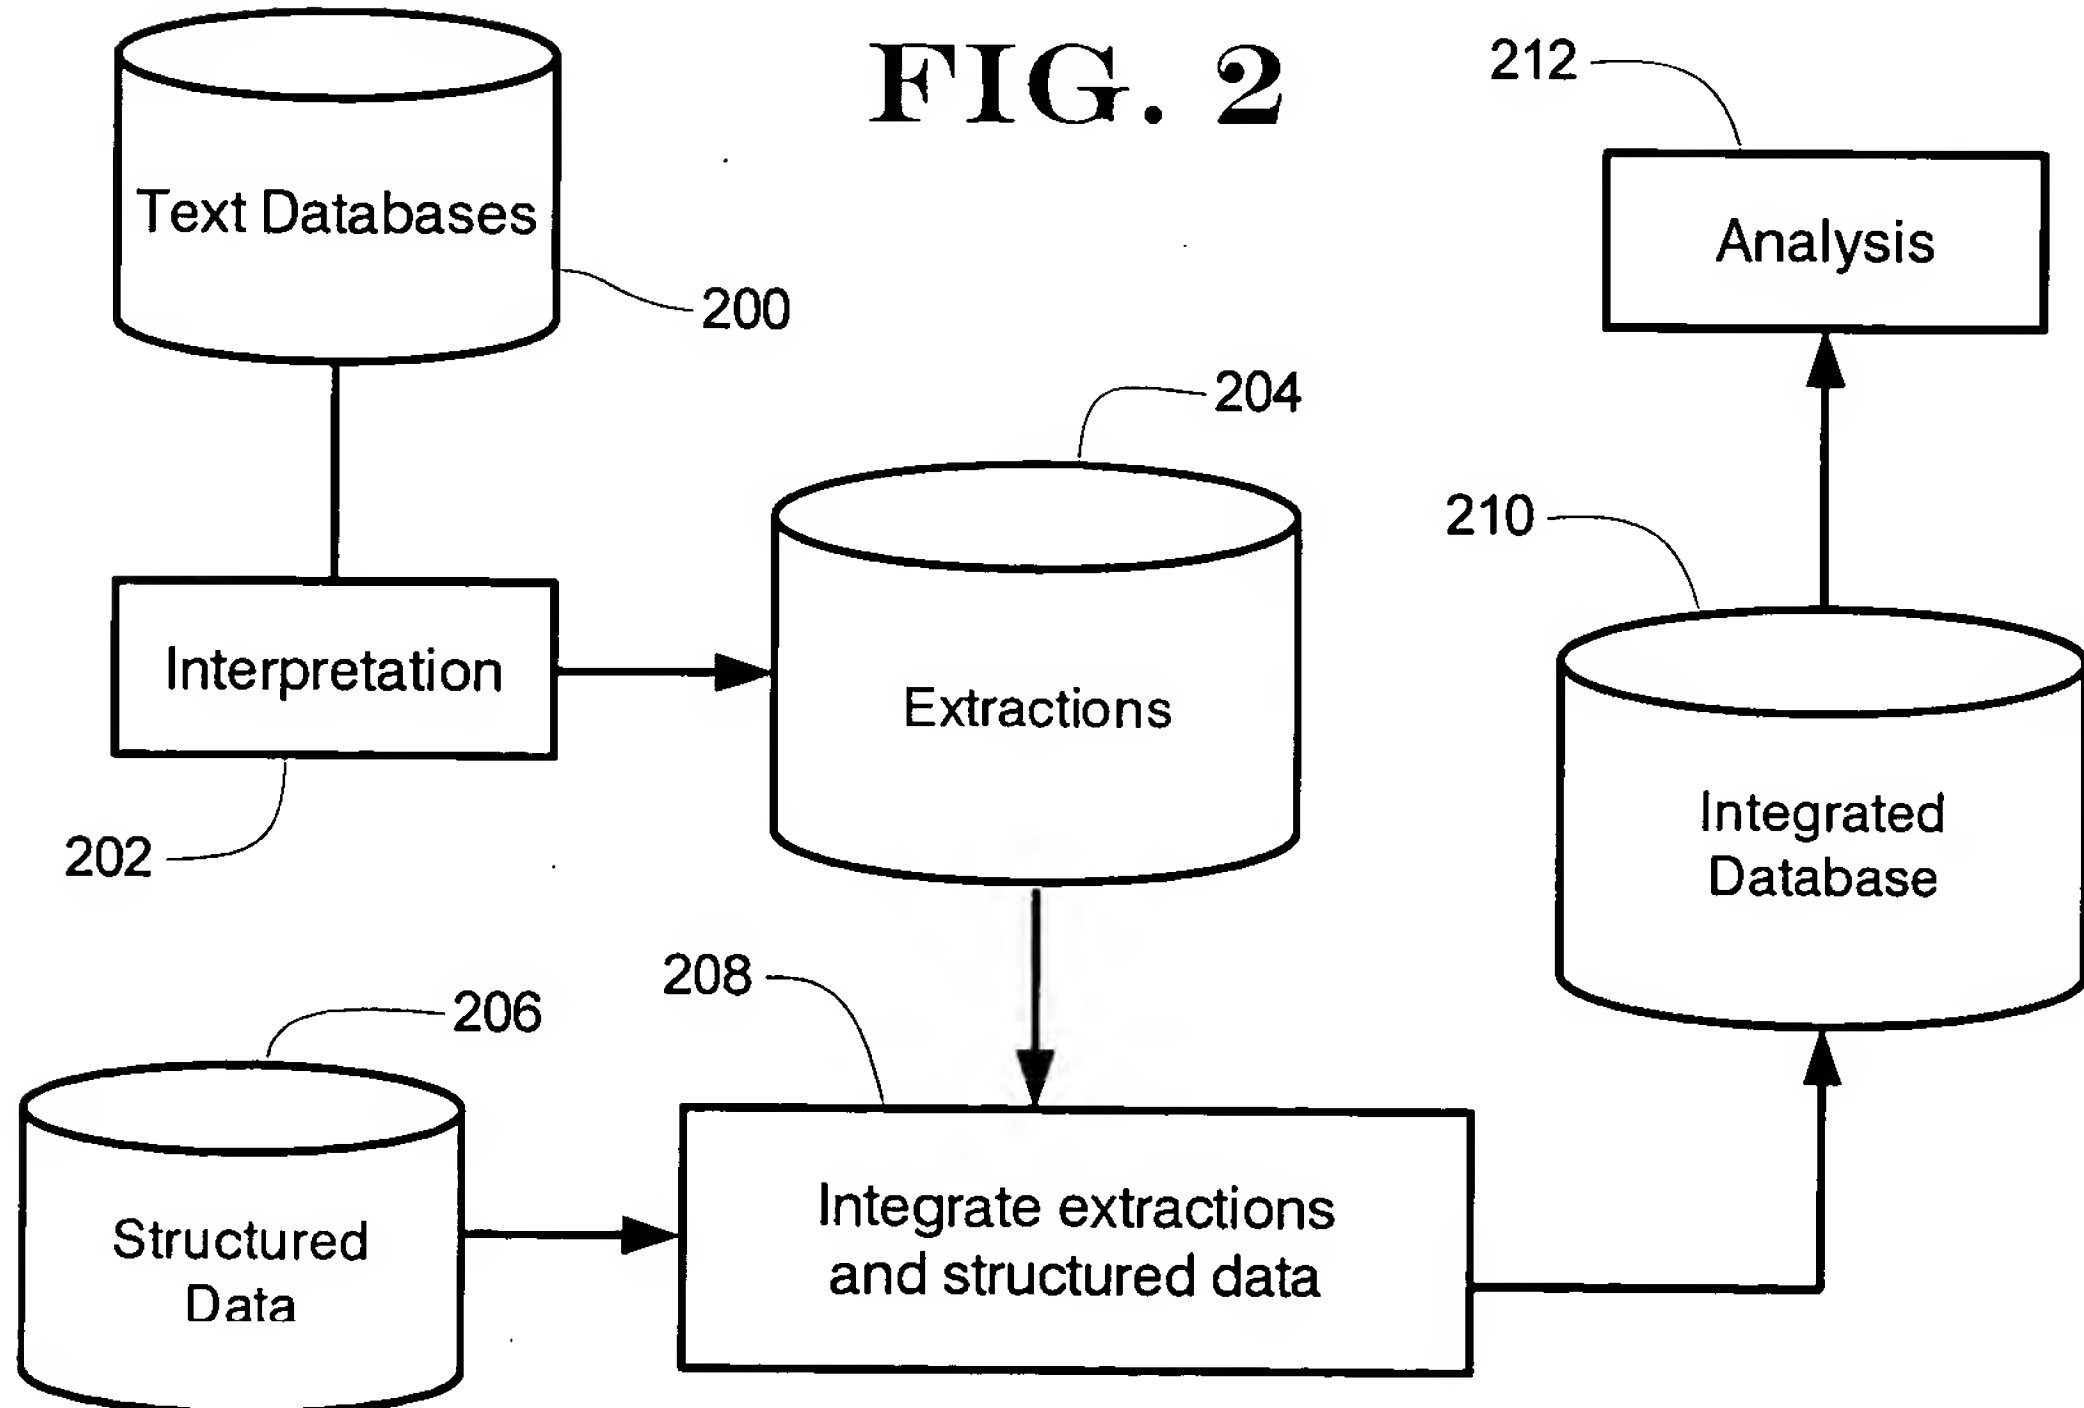 FIG. 2
212
Text Databases
Analysis
200
204
210
Interpretation
Extractions
Integrated
Database
202
208
206
Integrate extractions
and structured data
Structured
Data